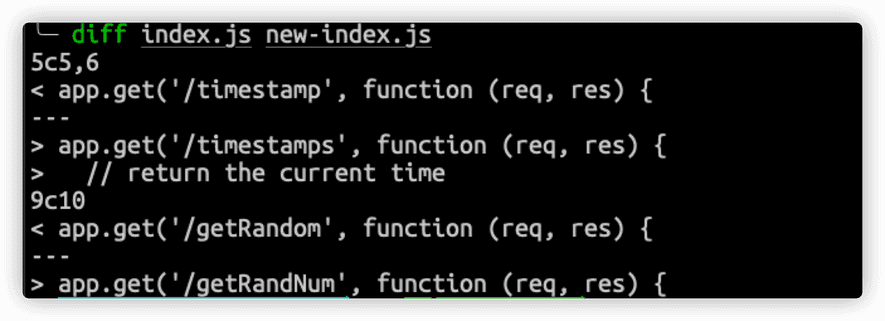 ╰─ diff index.js new-index.js
5c5,6
< app.get('/timestamp', function (req, res) {
---
> app.get('/timestamps', function (req, res) {
>   // return the current time
9c10
< app.get('/getRandom', function (req, res) {
---
> app.get('/getRandNum', function (req, res) {